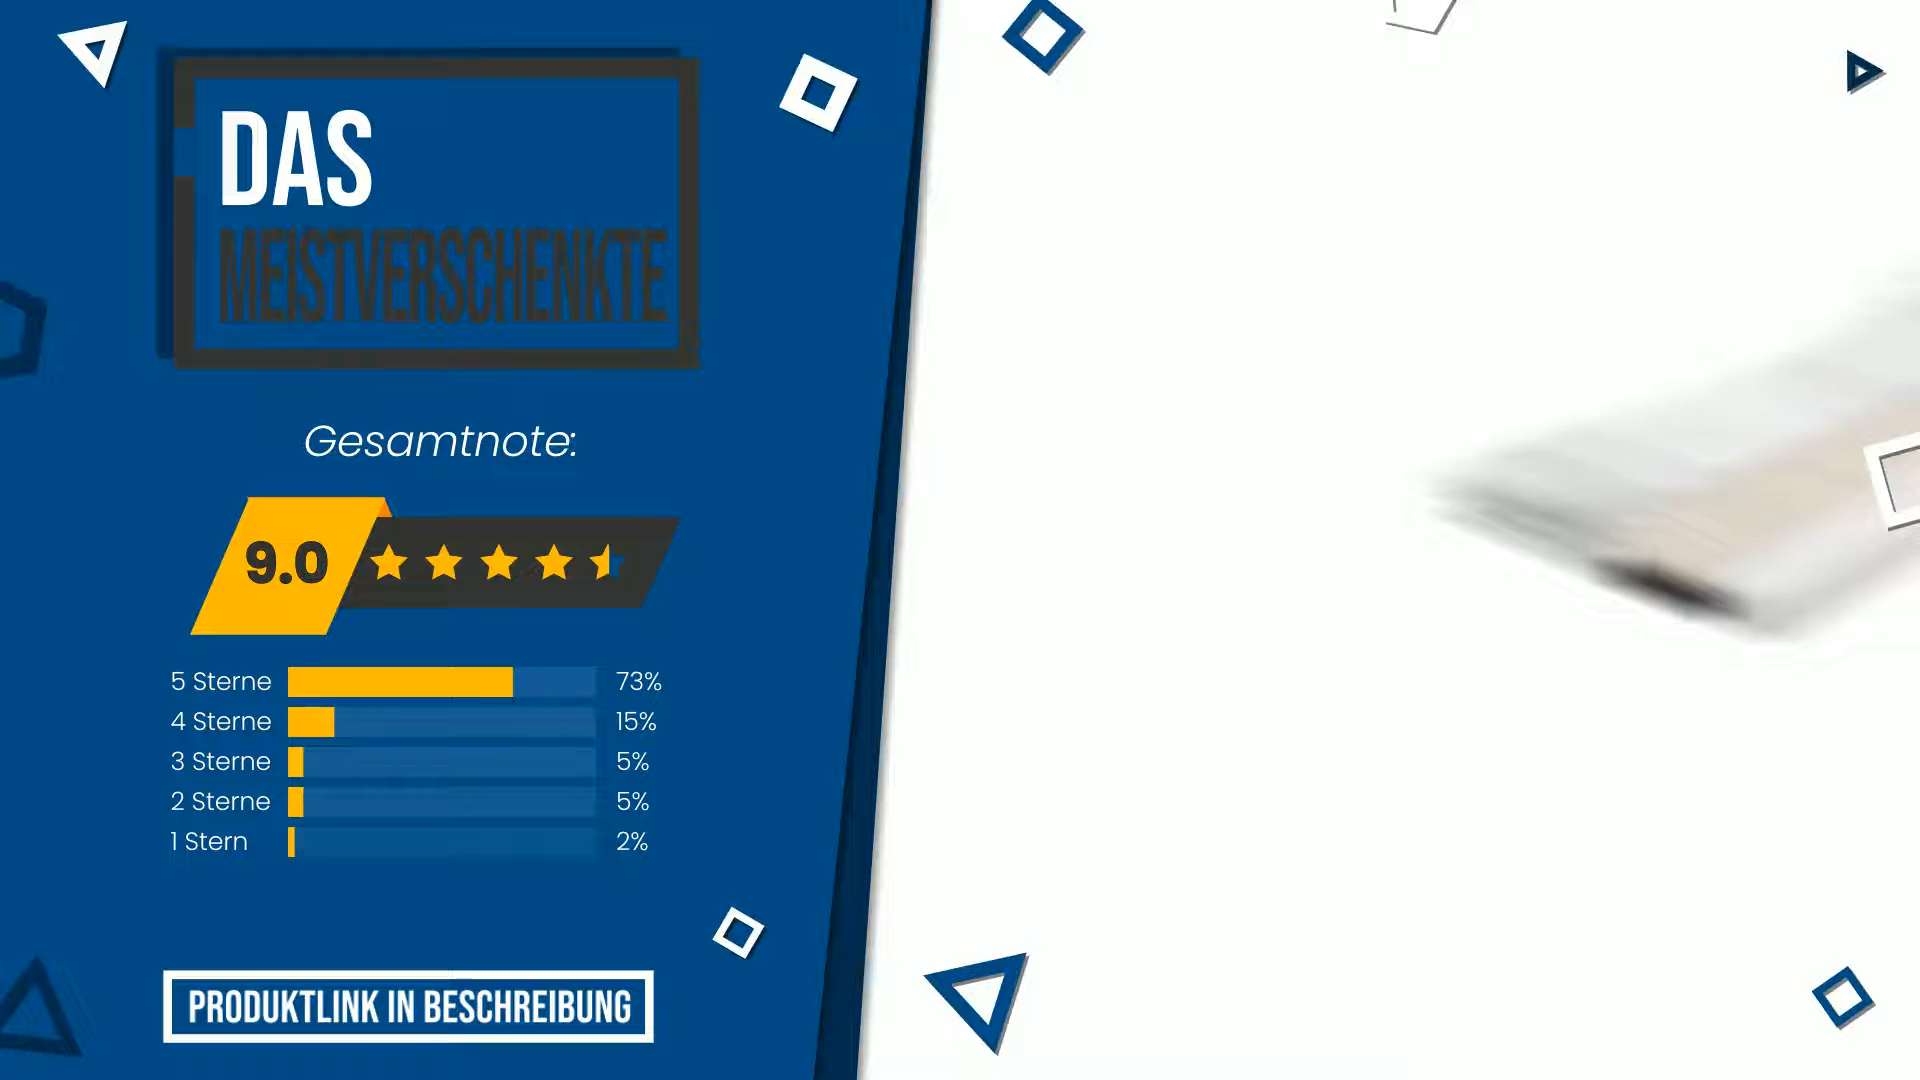 DAS
MEISTVERSCHENKTE
Gesamtnote:
9.0
5 Sterne 73%
4 Sterne 15%
3 Sterne 5%
2 Sterne 5%
1 Stern 2%
PRODUKTLINK IN BESCHREIBUNG